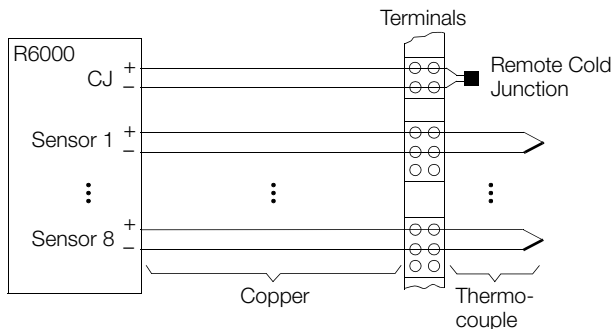 Terminals
R6000
CJ + −
Remote Cold
Junction
Sensor 1 + −
Sensor 8 + −
Copper
Thermo-
couple